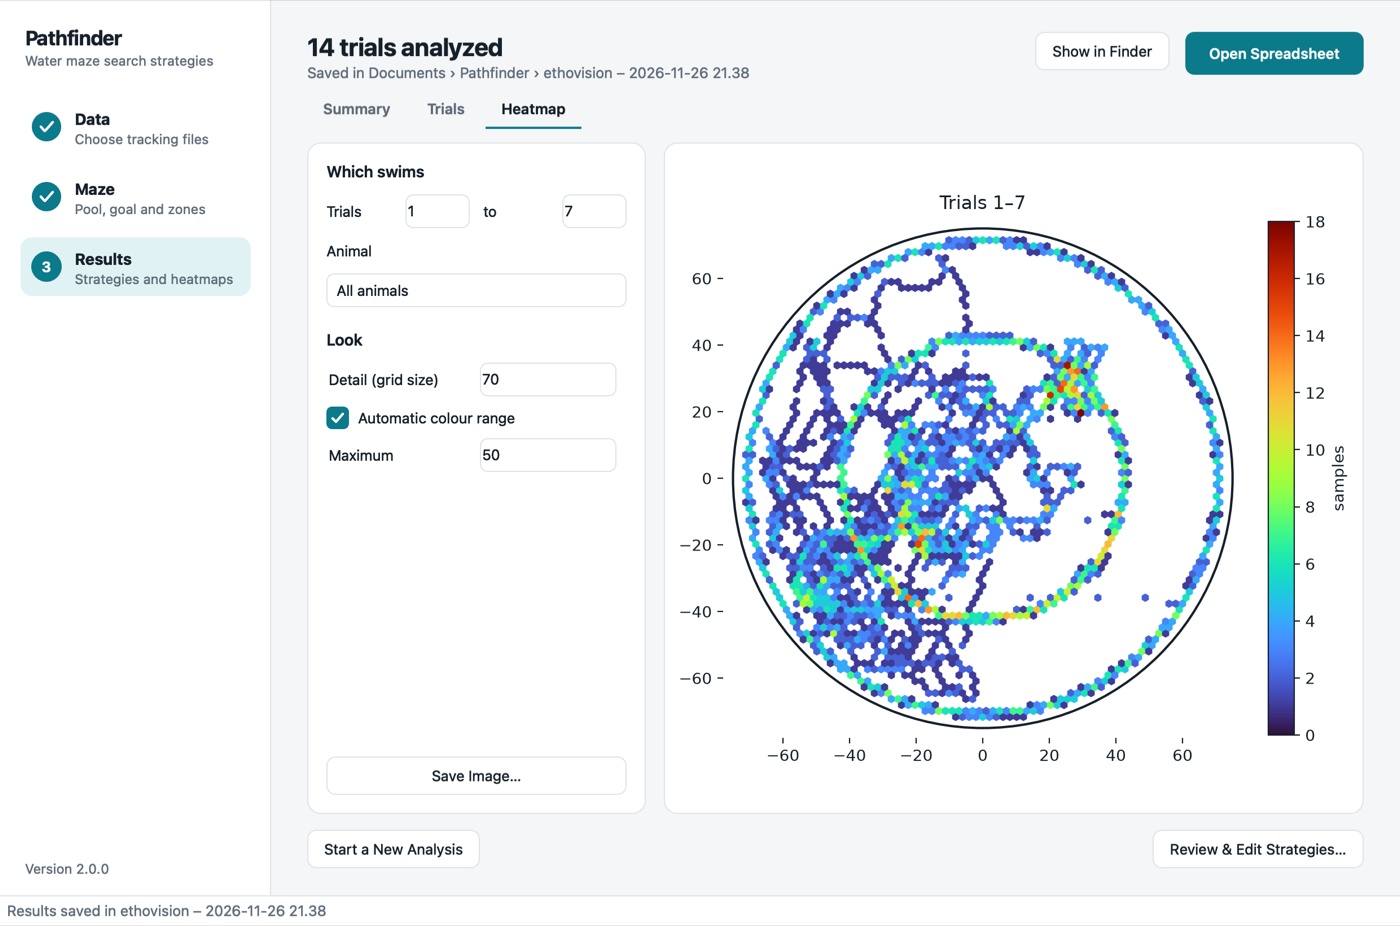 Pathfinder
Water maze search strategies
Data
Choose tracking files
Maze
Pool, goal and zones
3
Results
Strategies and heatmaps
Version 2.0.0
14 trials analyzed
Saved in Documents › Pathfinder › ethovision – 2026-11-26 21.38
Show in Finder
Open Spreadsheet
Summary Trials Heatmap
Which swims
Trials 1 to 7
Animal
All animals
Look
Detail (grid size) 70
Automatic colour range
Maximum 50
Save Image...
Trials 1–7
60
40
20
0
−20
−40
−60
−60 −40 −20 0 20 40 60
18
16
14
12
10
8
6
4
2
0
samples
Start a New Analysis
Review & Edit Strategies...
Results saved in ethovision – 2026-11-26 21.38